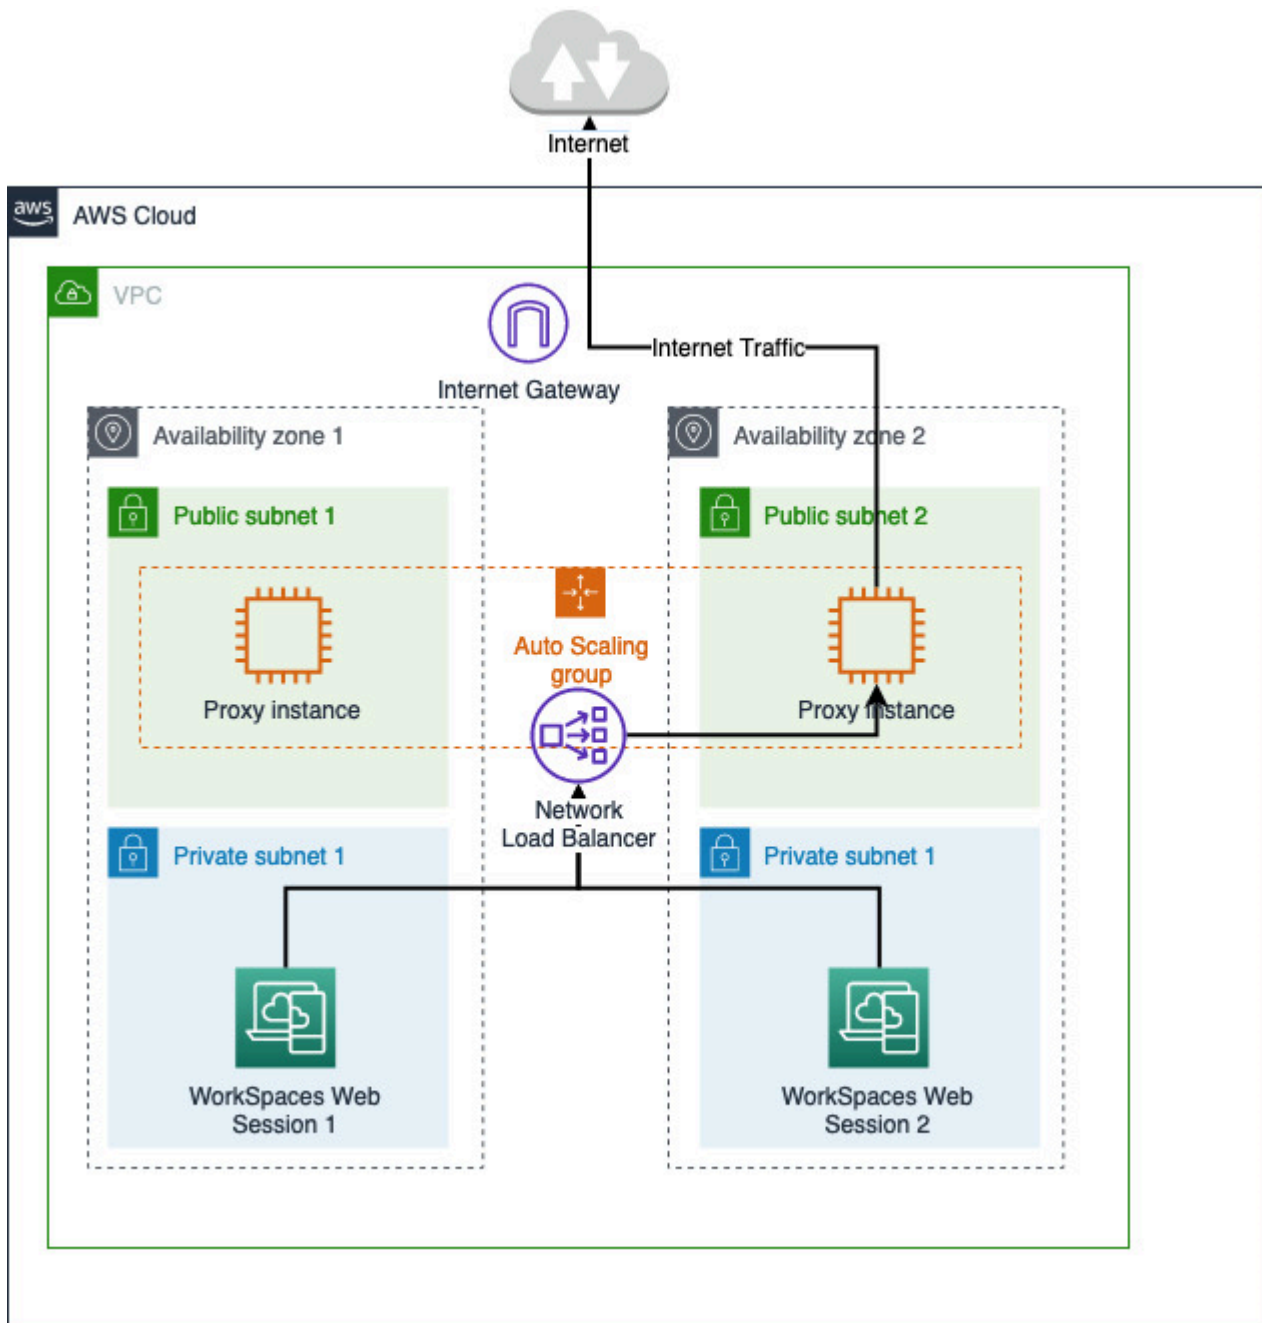 Internet
aws
AWS Cloud
VPC
Internet Traffic
Internet Gateway
Availability zone 1
Availability zone 2
Public subnet 1
Public subnet 2
Auto Scaling
group
Proxy instance
Proxy instance
Network
Load Balancer
Private subnet 1
Private subnet 1
WorkSpaces Web
Session 1
WorkSpaces Web
Session 2